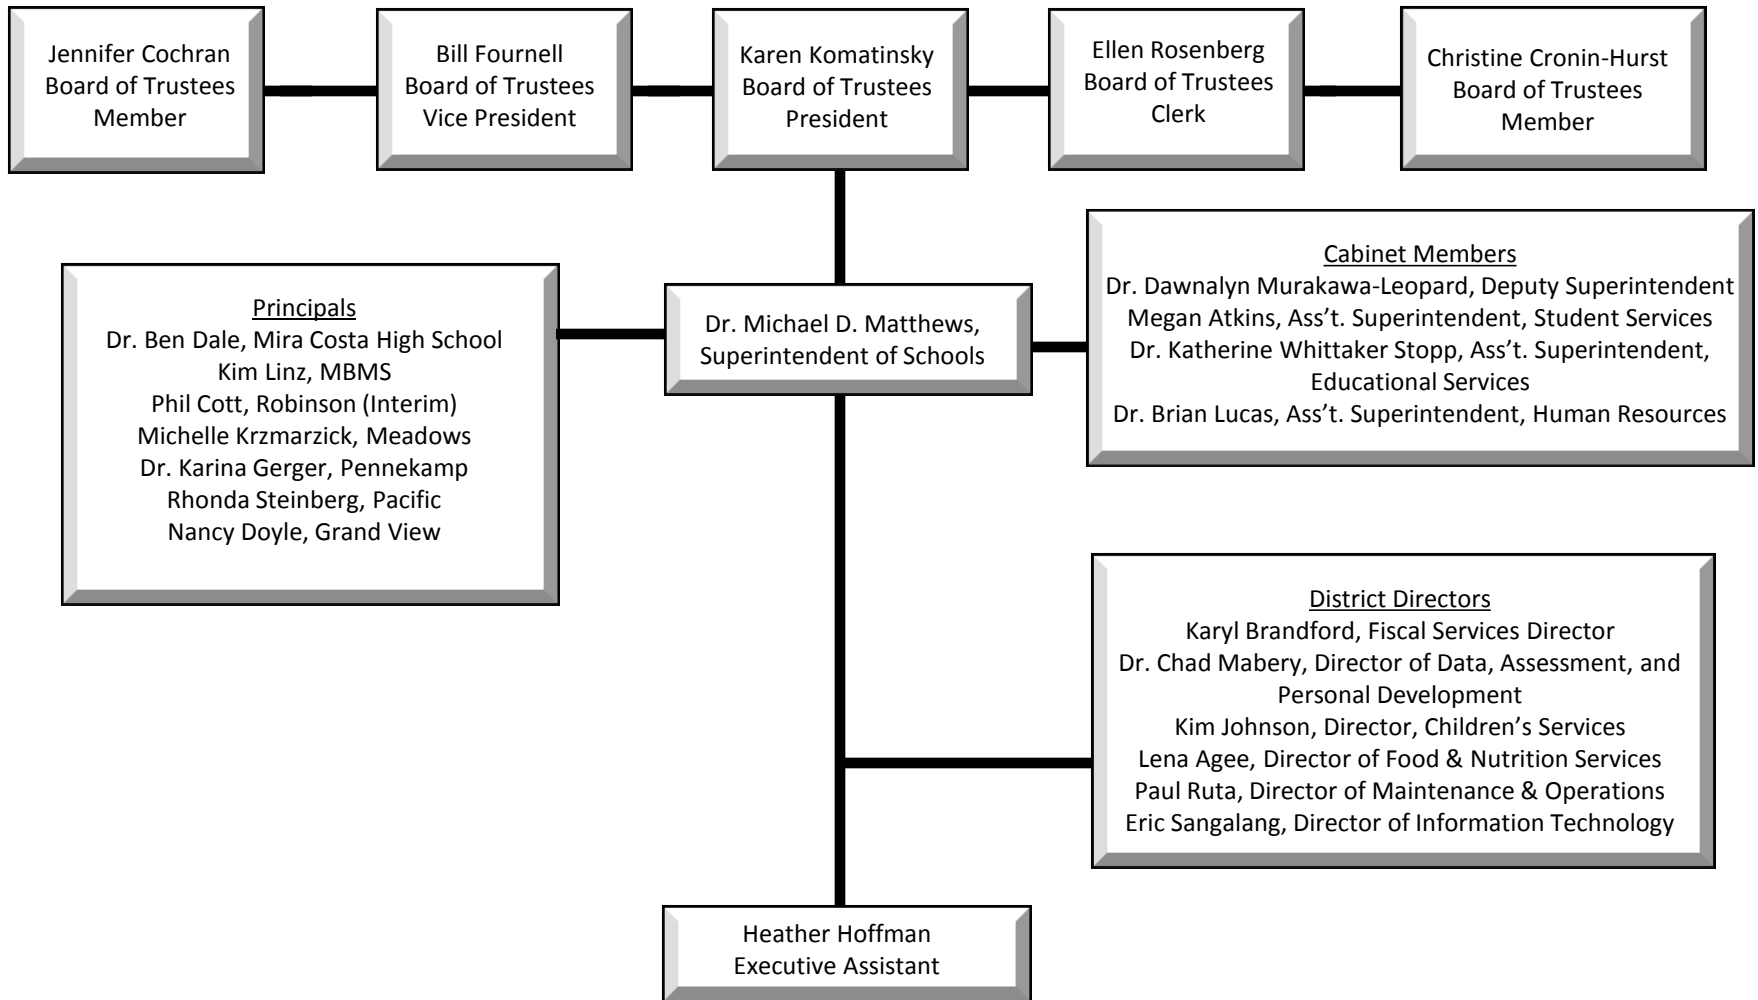 Jennifer Cochran
Board of Trustees
Member
Bill Fournell
Board of Trustees
Vice President
Karen Komatinsky
Board of Trustees
President
Ellen Rosenberg
Board of Trustees
Clerk
Christine Cronin-Hurst
Board of Trustees
Member
Principals
Dr. Ben Dale, Mira Costa High School
Kim Linz, MBMS
Phil Cott, Robinson (Interim)
Michelle Krzmarzick, Meadows
Dr. Karina Gerger, Pennekamp
Rhonda Steinberg, Pacific
Nancy Doyle, Grand View
Dr. Michael D. Matthews,
Superintendent of Schools
Cabinet Members
Dr. Dawnalyn Murakawa-Leopard, Deputy Superintendent
Megan Atkins, Ass’t. Superintendent, Student Services
Dr. Katherine Whittaker Stopp, Ass’t. Superintendent,
Educational Services
Dr. Brian Lucas, Ass’t. Superintendent, Human Resources
District Directors
Karyl Brandford, Fiscal Services Director
Dr. Chad Mabery, Director of Data, Assessment, and
Personal Development
Kim Johnson, Director, Children’s Services
Lena Agee, Director of Food & Nutrition Services
Paul Ruta, Director of Maintenance & Operations
Eric Sangalang, Director of Information Technology
Heather Hoffman
Executive Assistant